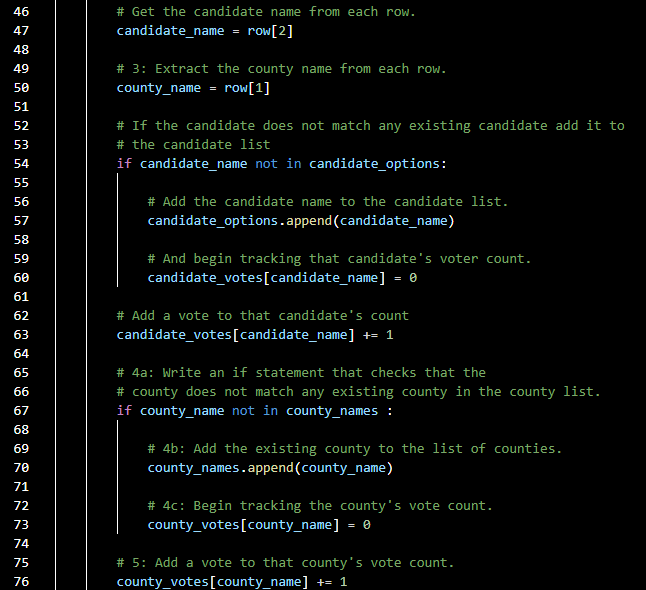 46 # Get the candidate name from each row.
47 candidate_name = row[2]
48
49 # 3: Extract the county name from each row.
50 county_name = row[1]
51
52 # If the candidate does not match any existing candidate add it to
53 # the candidate list
54 if candidate_name not in candidate_options:
55
56 # Add the candidate name to the candidate list.
57 candidate_options.append(candidate_name)
58
59 # And begin tracking that candidate's voter count.
60 candidate_votes[candidate_name] = 0
61
62 # Add a vote to that candidate's count
63 candidate_votes[candidate_name] += 1
64
65 # 4a: Write an if statement that checks that the
66 # county does not match any existing county in the county list.
67 if county_name not in county_names :
68
69 # 4b: Add the existing county to the list of counties.
70 county_names.append(county_name)
71
72 # 4c: Begin tracking the county's vote count.
73 county_votes[county_name] = 0
74
75 # 5: Add a vote to that county's vote count.
76 county_votes[county_name] += 1